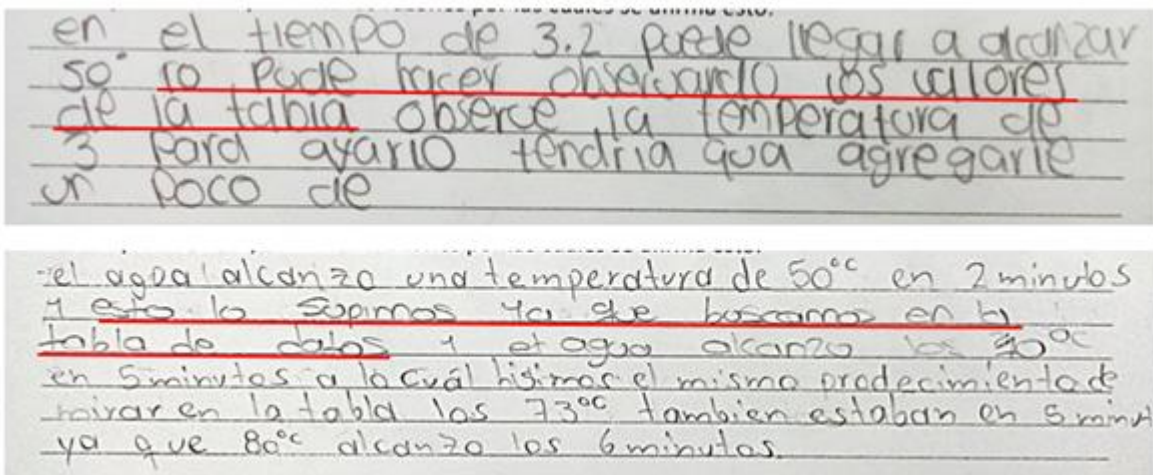 en el tiempo de 3.2 puede llegar a alcanzar
50° lo pude hacer observando los valores
de la tabla observe la temperatura de
3 para tendria qua agregarle
un poco de
el agua alcanzo una temperatura de 50°c en 2 minutos
y esto lo supimos ya que buscamos en la
tabla de datos y el agua alcanzo los 70°c
en 5 minutos a lo cuál hisimos el mismo prodecimiento de
mirar en la tabla los 73°c tambien estaban en 5 minut
ya que 80°c alcanzo los 6 minutos